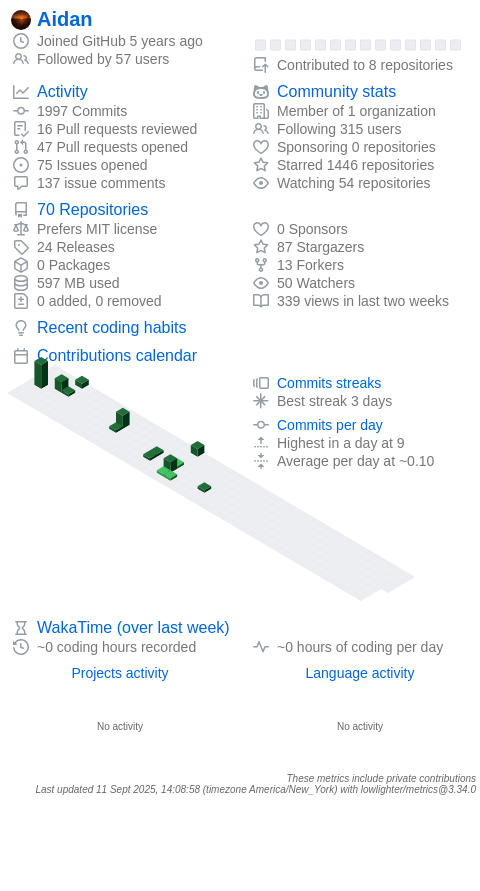 Aidan
Joined GitHub 5 years ago
Followed by 57 users
Contributed to 8 repositories
Activity
1997 Commits
16 Pull requests reviewed
47 Pull requests opened
75 Issues opened
137 issue comments
Community stats
Member of 1 organization
Following 315 users
Sponsoring 0 repositories
Starred 1446 repositories
Watching 54 repositories
70 Repositories
Prefers MIT license
24 Releases
0 Packages
597 MB used
0 added, 0 removed
0 Sponsors
87 Stargazers
13 Forkers
50 Watchers
339 views in last two weeks
Recent coding habits
Contributions calendar
Commits streaks
Best streak 3 days
Commits per day
Highest in a day at 9
Average per day at ~0.10
WakaTime (over last week)
~0 coding hours recorded
~0 hours of coding per day
Projects activity
No activity
Language activity
No activity
These metrics include private contributions
Last updated 11 Sept 2025, 14:08:58 (timezone America/New_York) with lowlighter/metrics@3.34.0